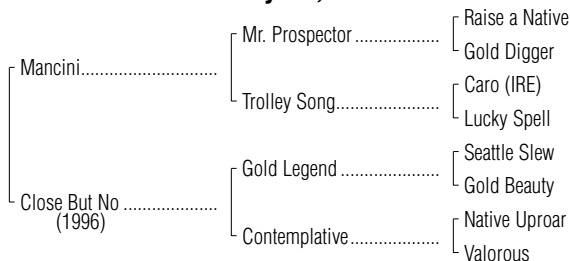 Raise a Native
Mr. Prospector ..................
Gold Digger
Mancini.............................
Caro (IRE)
Trolley Song......................
Lucky Spell
Seattle Slew
Gold Legend .....................
Gold Beauty
Close But No ....................
(1996)
Native Uproar
Contemplative...................
Valorous